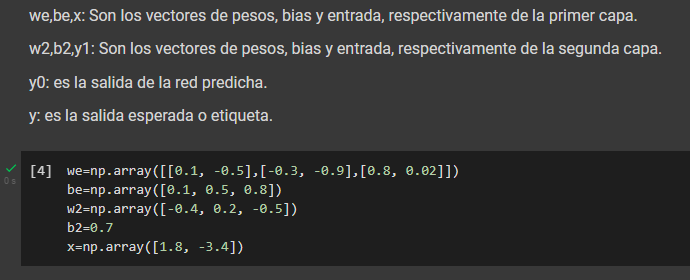 we,be,x: Son los vectores de pesos, bias y entrada, respectivamente de la primer capa.
w2,b2,y1: Son los vectores de pesos, bias y entrada, respectivamente de la segunda capa.
y0: es la salida de la red predicha.
y: es la salida esperada o etiqueta.
[4] we=np.array([[0.1, -0.5],[-0.3, -0.9],[0.8, 0.02]])
0 s be=np.array([0.1, 0.5, 0.8])
w2=np.array([-0.4, 0.2, -0.5])
b2=0.7
x=np.array([1.8, -3.4])